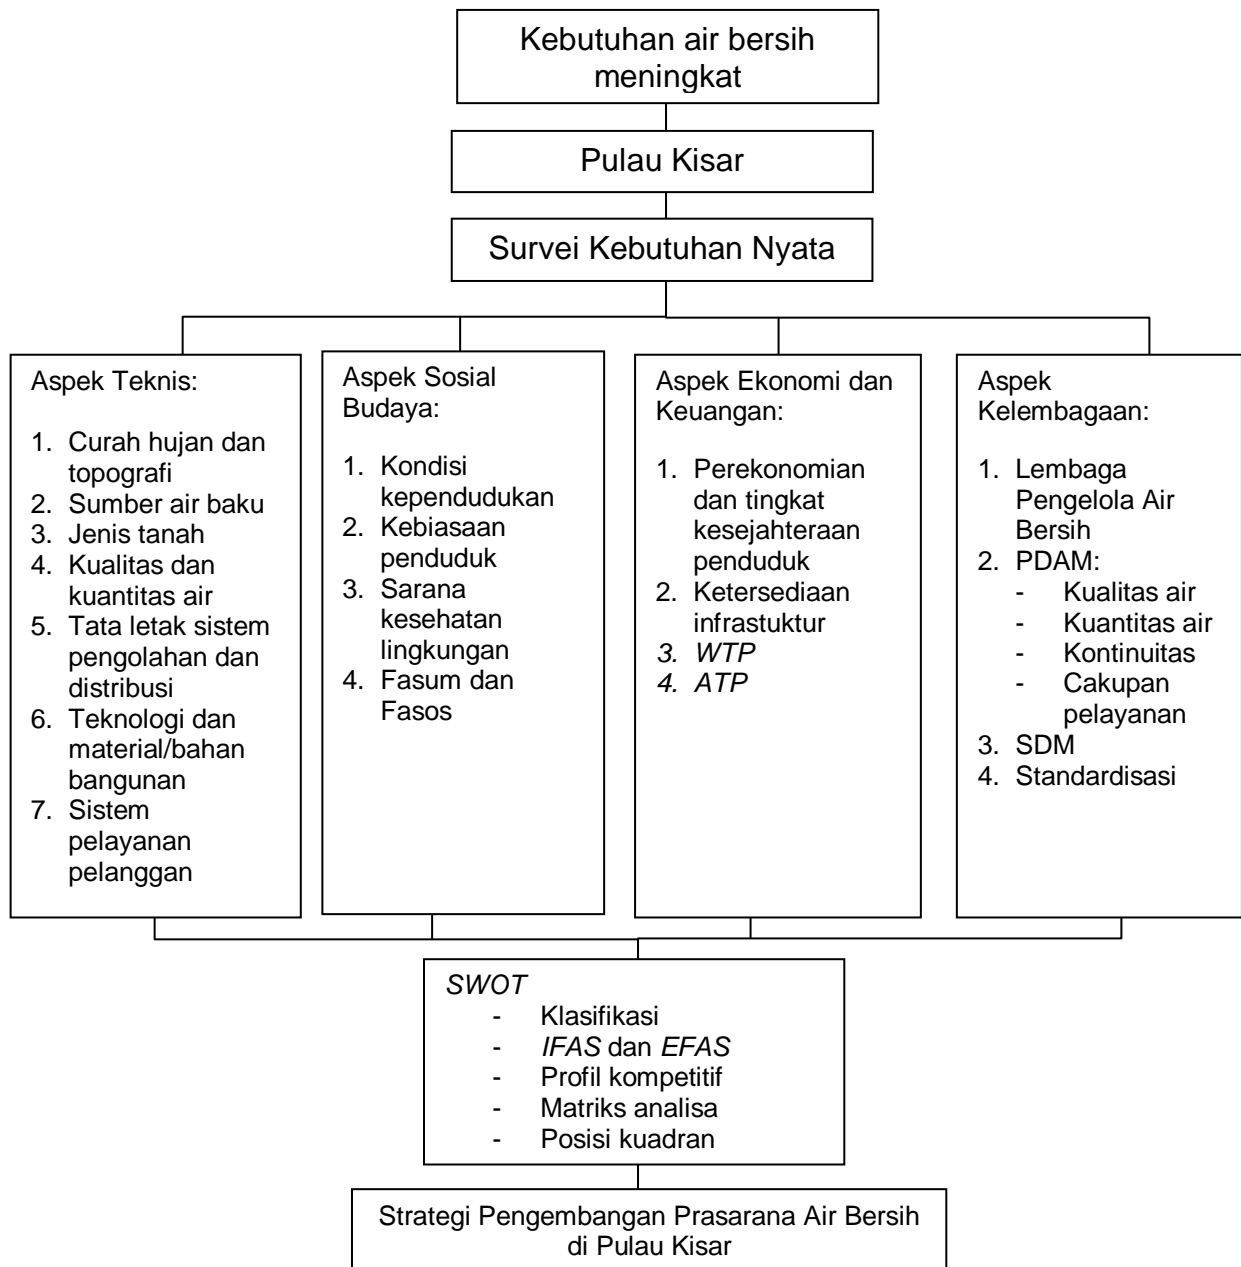 Kebutuhan air bersih
meningkat
Pulau Kisar
Survei Kebutuhan Nyata
Aspek Teknis:
1. Curah hujan dan
topografi
2. Sumber air baku
3. Jenis tanah
4. Kualitas dan
kuantitas air
5. Tata letak sistem
pengolahan dan
distribusi
6. Teknologi dan
material/bahan
bangunan
7. Sistem
pelayanan
pelanggan
Aspek Sosial
Budaya:
1. Kondisi
kependudukan
2. Kebiasaan
penduduk
3. Sarana
kesehatan
lingkungan
4. Fasum dan
Fasos
Aspek Ekonomi dan
Keuangan:
1. Perekonomian
dan tingkat
kesejahteraan
penduduk
2. Ketersediaan
infrastuktur
3. WTP
4. ATP
Aspek
Kelembagaan:
1. Lembaga
Pengelola Air
Bersih
2. PDAM:
- Kualitas air
- Kuantitas air
- Kontinuitas
- Cakupan
pelayanan
3. SDM
4. Standardisasi
SWOT
- Klasifikasi
- IFAS dan EFAS
- Profil kompetitif
- Matriks analisa
- Posisi kuadran
Strategi Pengembangan Prasarana Air Bersih
di Pulau Kisar